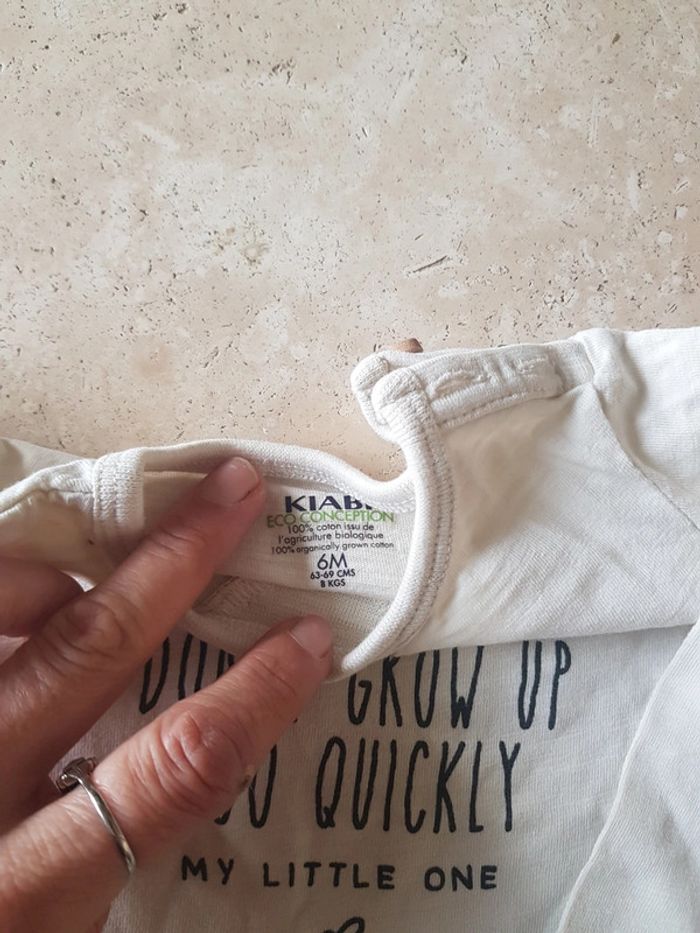 KIABI
ECO CONCEPTION
100% coton issu de
l'agriculture biologique
100% organically grown cotton
6M
63-69 CMS
8 KGS
GROW UP
QUICKLY
MY LITTLE ONE